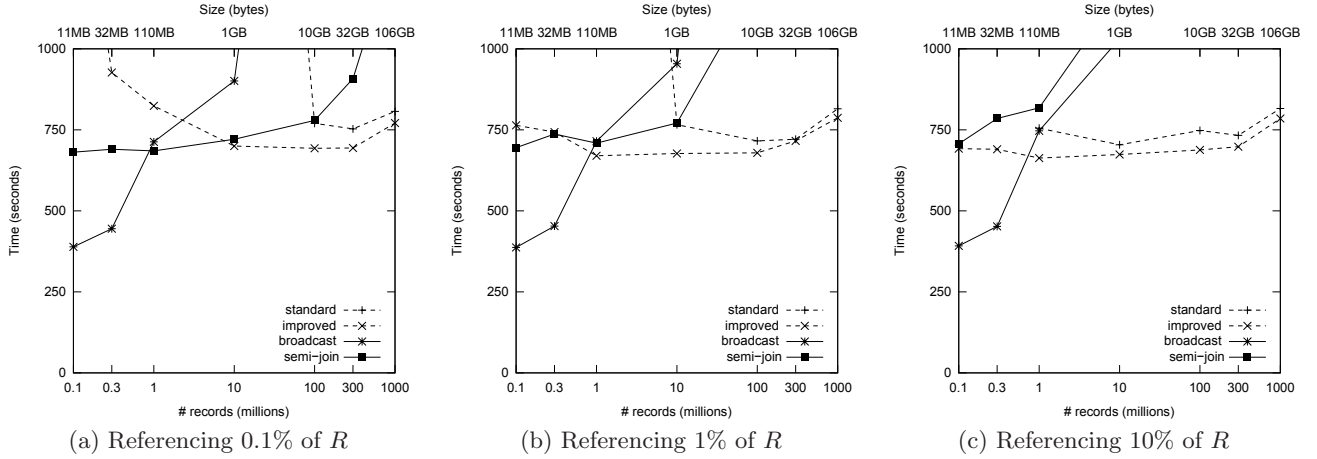 Size (bytes)
11MB 32MB 110MB 1GB 10GB 32GB 106GB
1000
750
500
250
0
Time (seconds)
standard
improved
broadcast
semi-join
0.1 0.3 1 10 100 300 1000
# records (millions)
(a) Referencing 0.1% of R
Size (bytes)
11MB 32MB 110MB 1GB 10GB 32GB 106GB
1000
750
500
250
0
Time (seconds)
standard
improved
broadcast
semi-join
0.1 0.3 1 10 100 300 1000
# records (millions)
(b) Referencing 1% of R
Size (bytes)
11MB 32MB 110MB 1GB 10GB 32GB 106GB
1000
750
500
250
0
Time (seconds)
standard
improved
broadcast
semi-join
0.1 0.3 1 10 100 300 1000
# records (millions)
(c) Referencing 10% of R